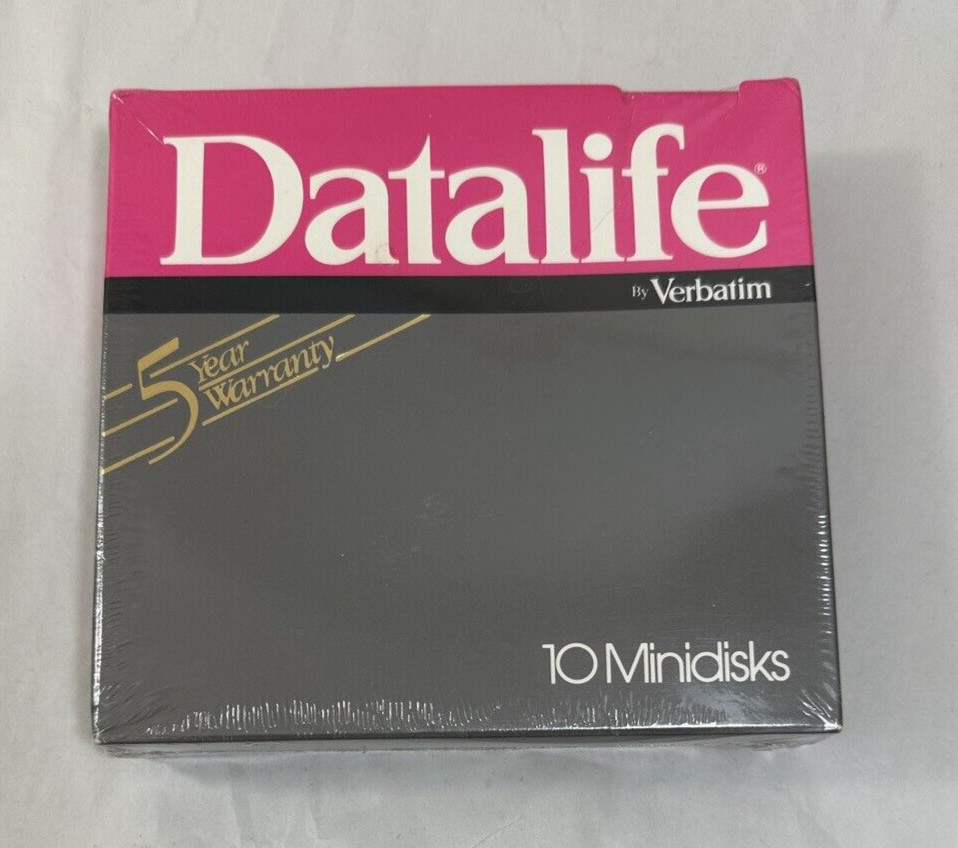 Datalife®
By Verbatim
5 Year
Warranty
10 Minidisks